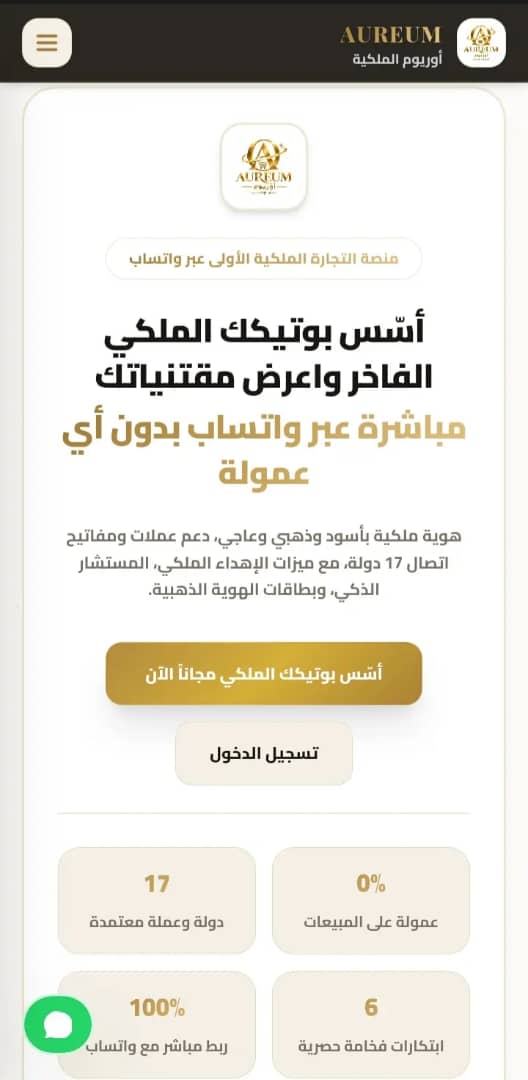 AUREUM
أوريوم الملكية
AUREUM
أوريوم
منصة التجارة الملكية الأولى عبر واتساب
أسّس بوتيكك الملكي
الفاخر واعرض مقتنياتك
مباشرة عبر واتساب بدون أي
عمولة
هوية ملكية بأسود وذهبي وعاجي، دعم عملات ومفاتيح
اتصال 17 دولة، مع ميزات الإهداء الملكي، المستشار
الذكي، وبطاقات الهوية الذهبية.
أسّس بوتيكك الملكي مجاناً الآن
تسجيل الدخول
0%
عمولة على المبيعات
17
دولة وعملة معتمدة
6
ابتكارات فخامة حصرية
100%
ربط مباشر مع واتساب